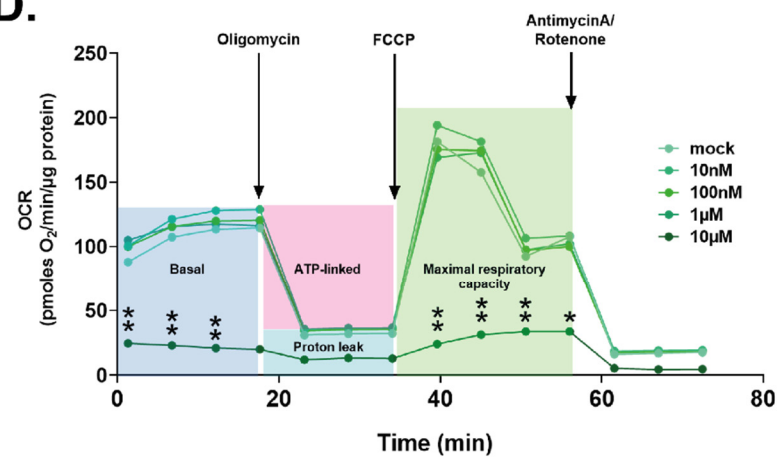 D.
Oligomycin
FCCP
AntimycinA/
Rotenone
OCR
(pmoles O₂/min/µg protein)
250
200
150
100
50
0
Basal
ATP-linked
Proton leak
Maximal respiratory
capacity
**
**
**
**
**
**
*
mock
10nM
100nM
1µM
10µM
0
20
40
60
80
Time (min)